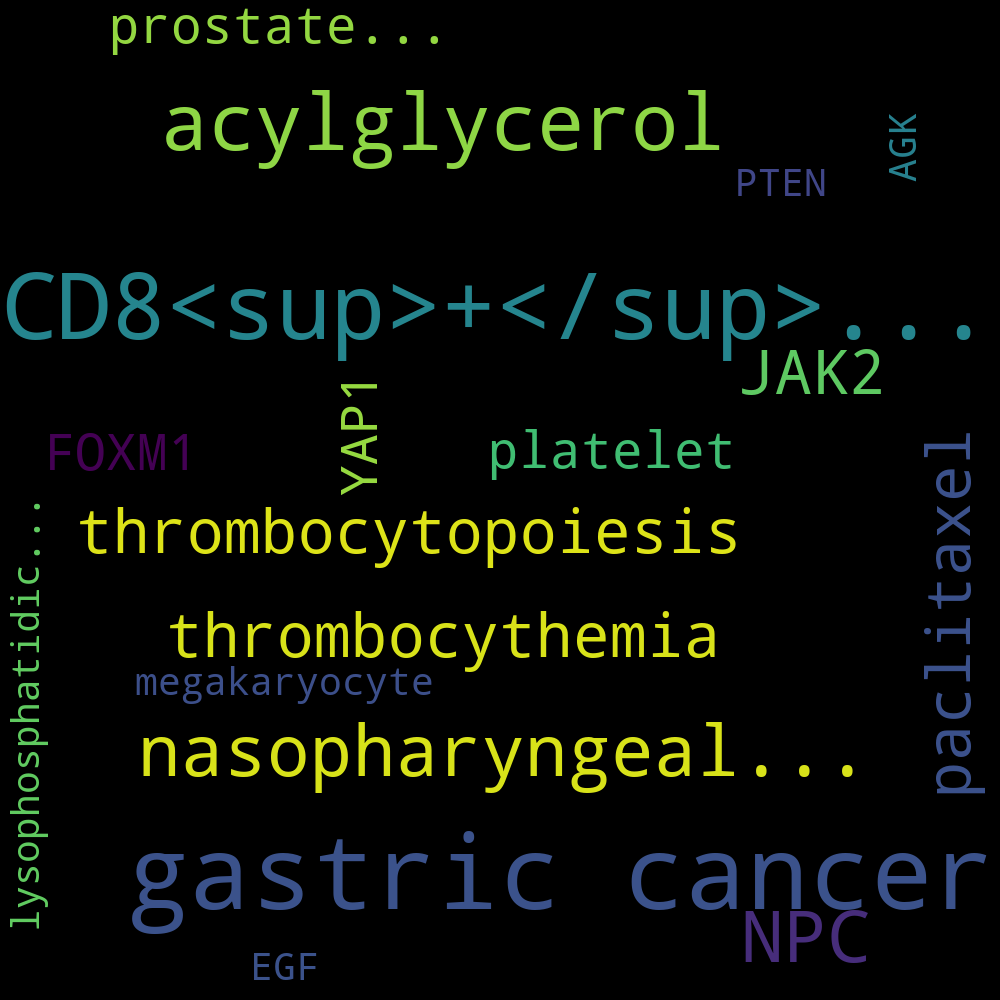 prostate...
acylglycerol
AGK
PTEN
CD8<sup>+</sup>...
JAK2
YAP1
FOXM1
platelet
paclitaxel
lysophosphatidic...
thrombocytopoiesis
thrombocythemia
megakaryocyte
nasopharyngeal...
gastric cancer
NPC
EGF